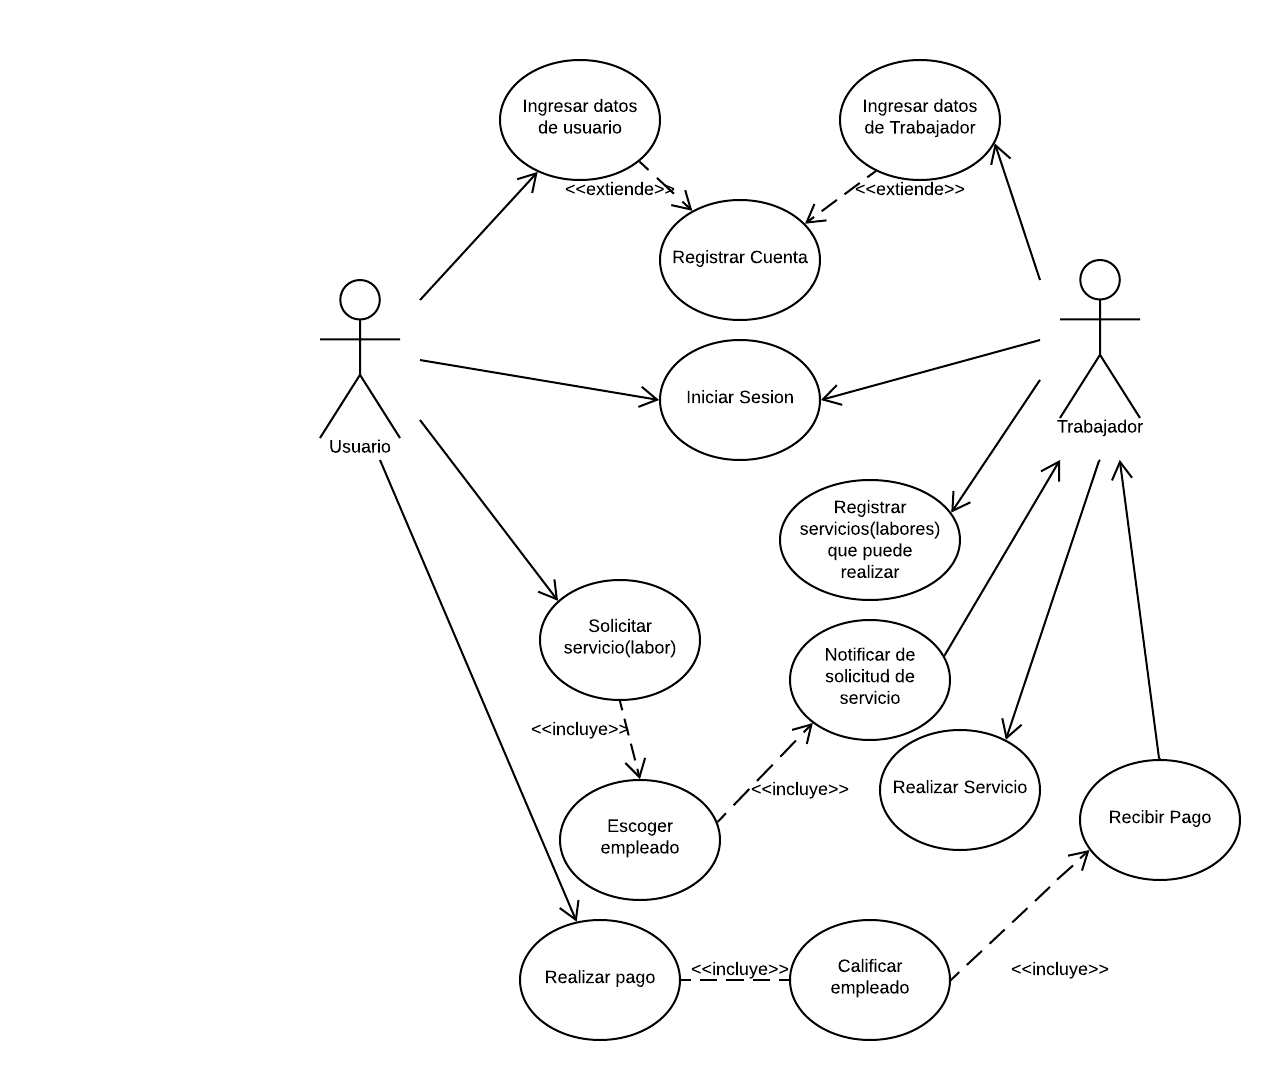 Ingresar datos
de usuario
Ingresar datos
de Trabajador
<<extiende>>
<<extiende>>
Registrar Cuenta
Iniciar Sesion
Usuario
Trabajador
Registrar
servicios(labores)
que puede
realizar
Solicitar
servicio(labor)
Notificar de
solicitud de
servicio
<<incluye>>
<<incluye>>
Realizar Servicio
Recibir Pago
Escoger
empleado
Realizar pago
<<incluye>>
Calificar
empleado
<<incluye>>